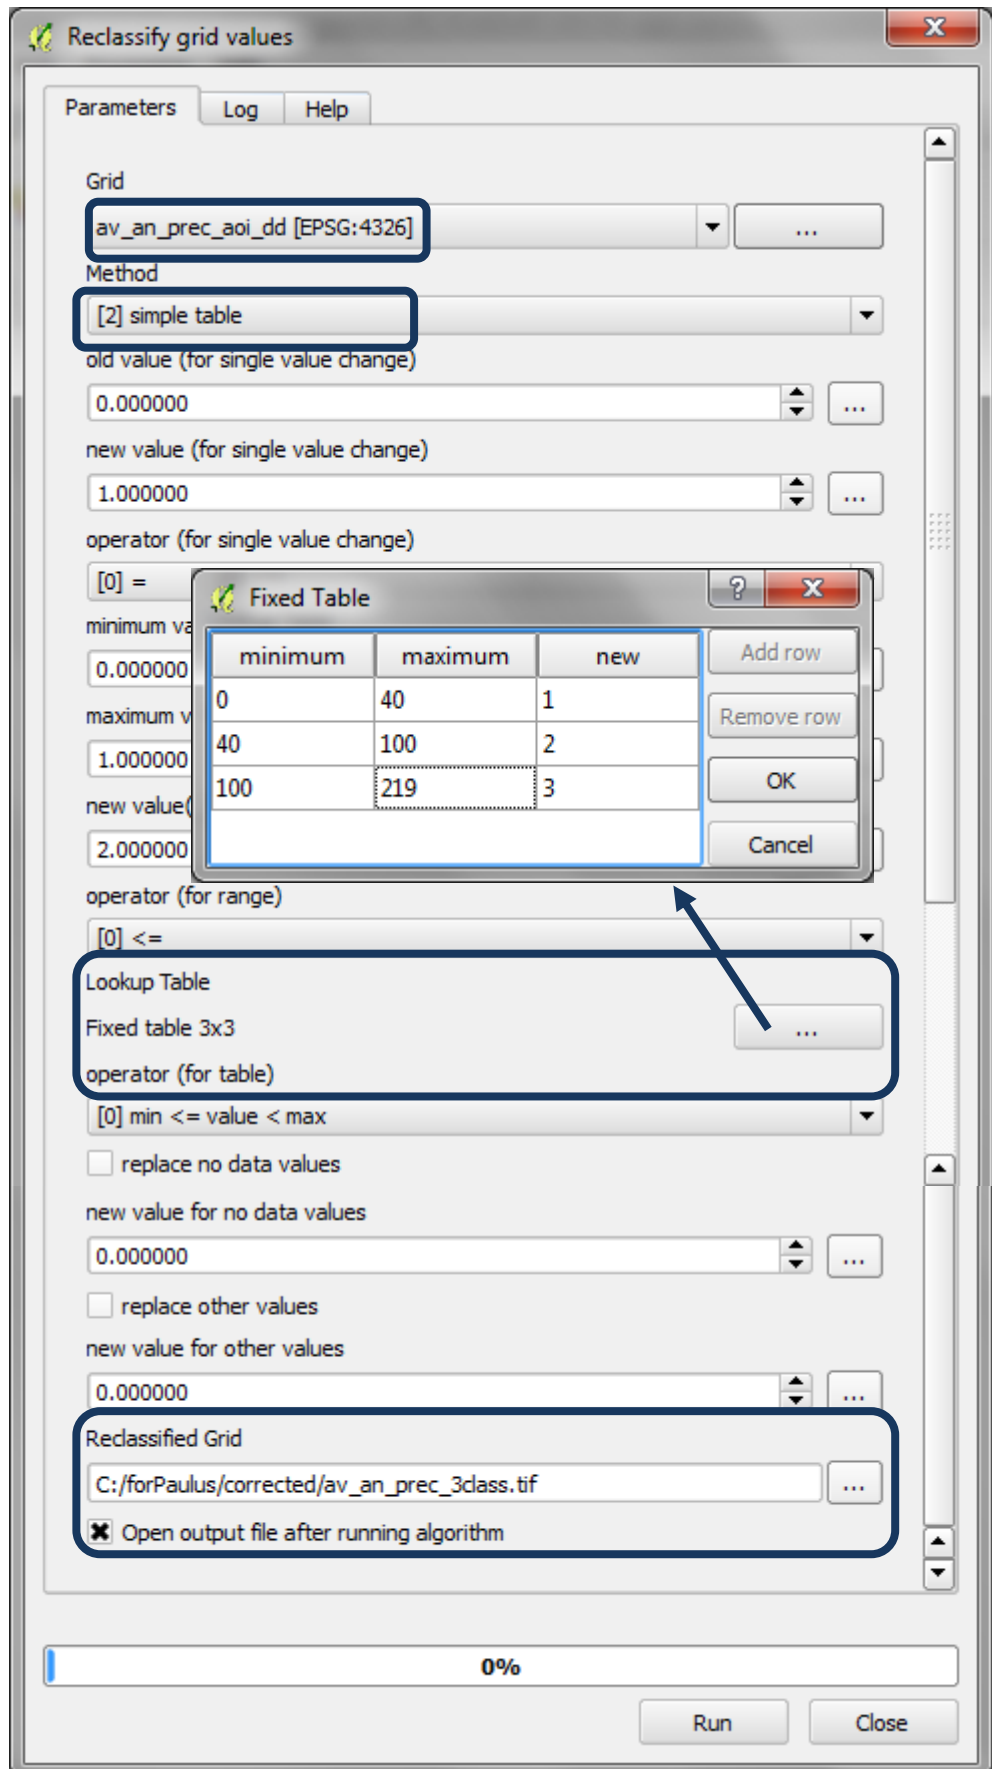 Reclassify grid values
Parameters Log Help
Grid
av_an_prec_aoi_dd [EPSG:4326] ...
Method
[2] simple table
old value (for single value change)
0.000000 ...
new value (for single value change)
1.000000 ...
operator (for single value change)
[0] =
Fixed Table
minimum va
minimum maximum new Add row
0.000000
0 40 1
maximum v
Remove row
40 100 2
1.000000
100 219 3 OK
new value(
2.000000
Cancel
operator (for range)
[0] <=
Lookup Table
Fixed table 3x3 ...
operator (for table)
[0] min <= value < max
replace no data values
new value for no data values
0.000000 ...
replace other values
new value for other values
0.000000 ...
Reclassified Grid
C:/forPaulus/corrected/av_an_prec_3class.tif ...
Open output file after running algorithm
0%
Run Close